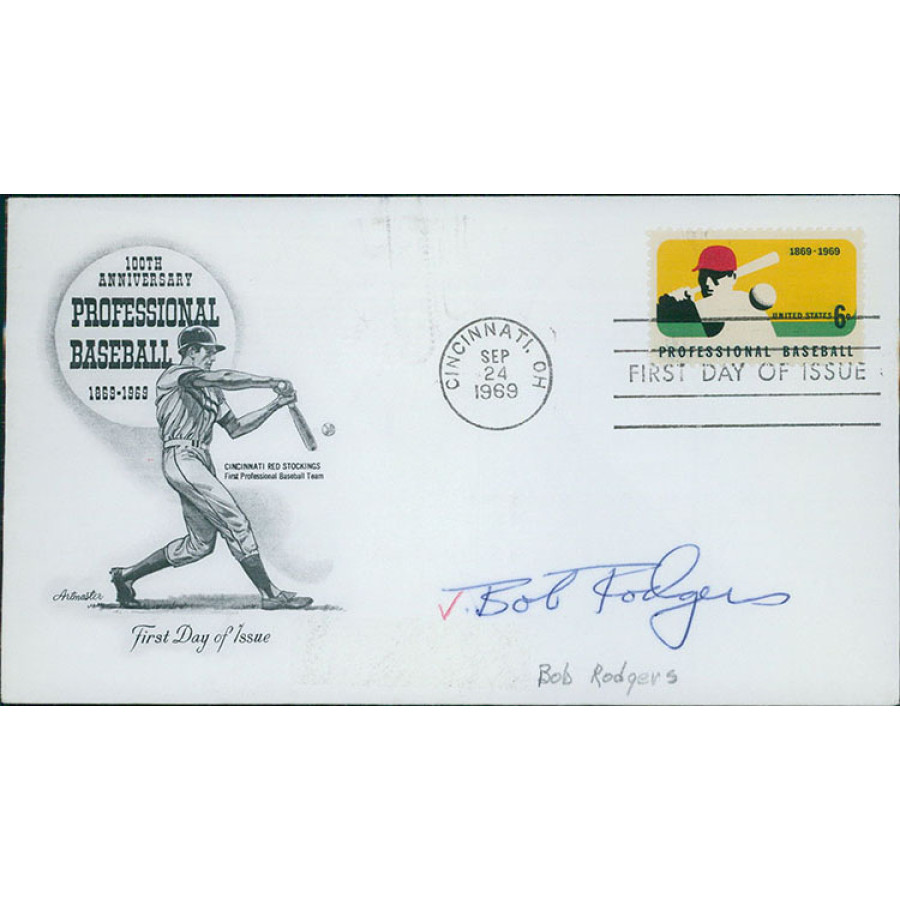 100TH
ANNIVERSARY
PROFESSIONAL
BASEBALL
1869-1969
CINCINNATI RED STOCKINGS
First Professional Baseball Team
Artmaster
First Day of Issue
CINCINNATI, OH
SEP
24
1969
1869-1969
UNITED STATES 6c
PROFESSIONAL BASEBALL
FIRST DAY OF ISSUE
Bob Rodgers
Bob Rodgers